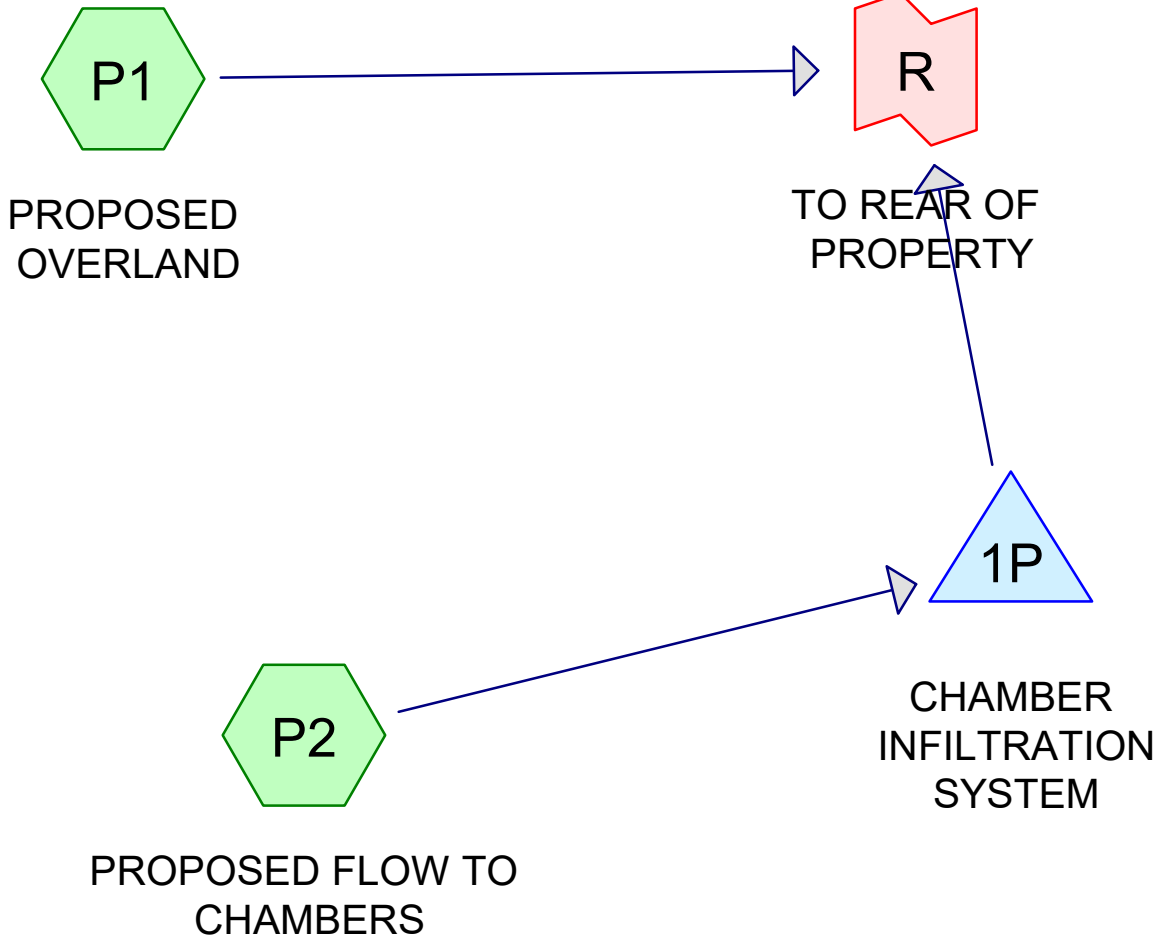 P1
PROPOSED
OVERLAND
R
TO REAR OF
PROPERTY
1P
CHAMBER
INFILTRATION
SYSTEM
P2
PROPOSED FLOW TO
CHAMBERS